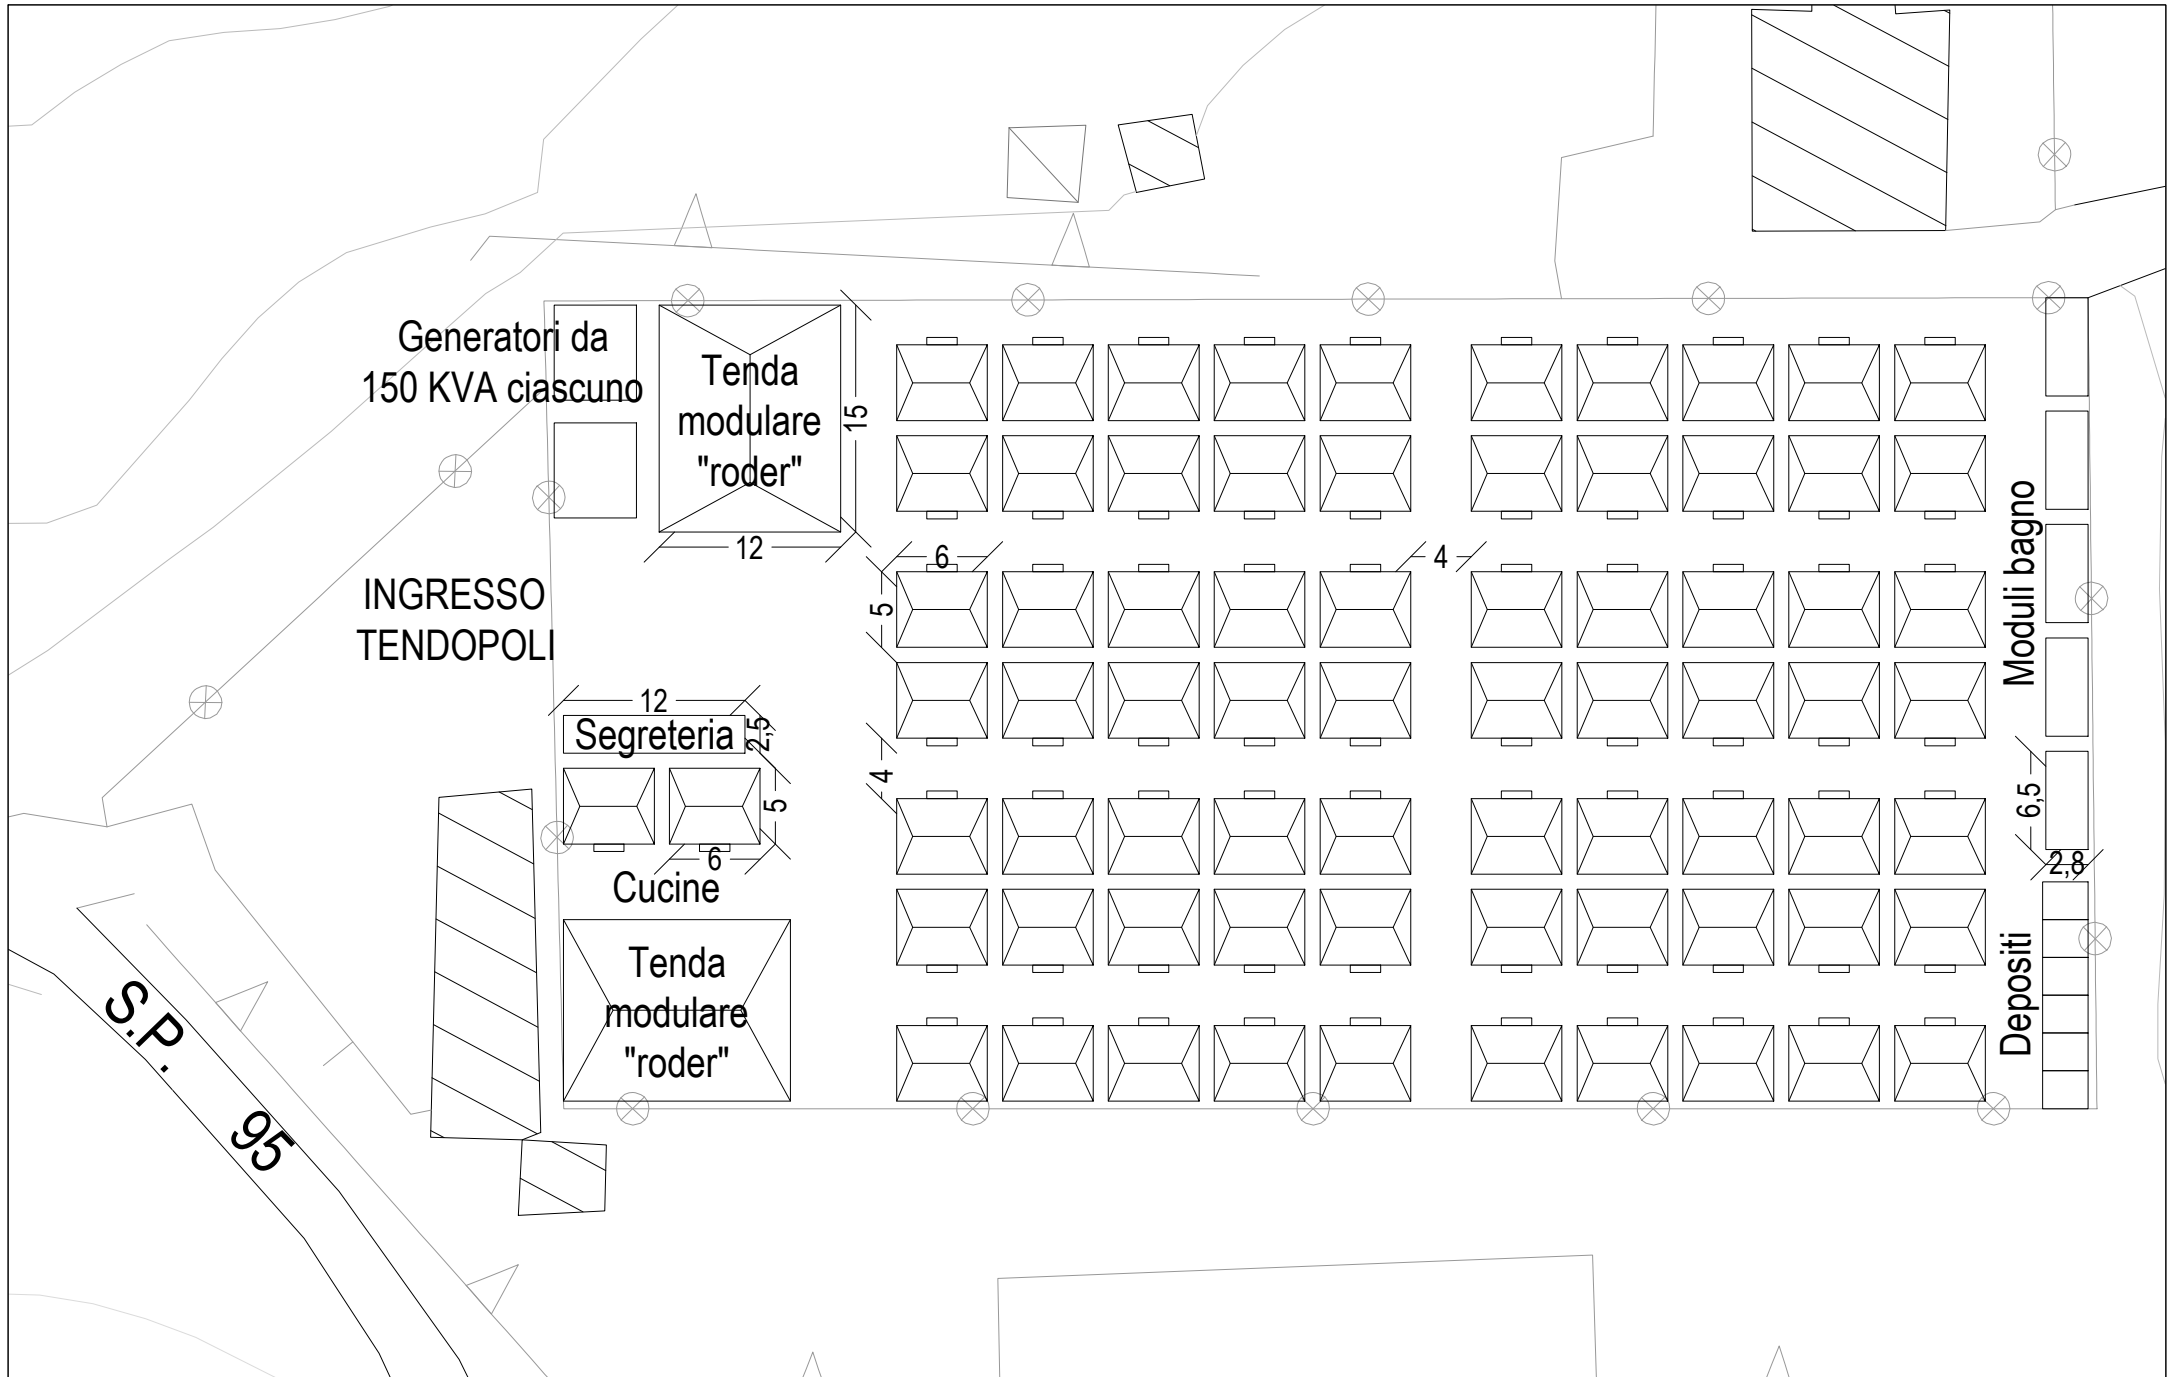 Generatori da
150 KVA ciascuno
Tenda
modulare
"roder"
15
12
6
4
5
INGRESSO
TENDOPOLI
Moduli bagno
12
Segreteria
2,5
4
5
6
6,5
2,8
Cucine
Tenda
modulare
"roder"
Depositi
S.P. 95